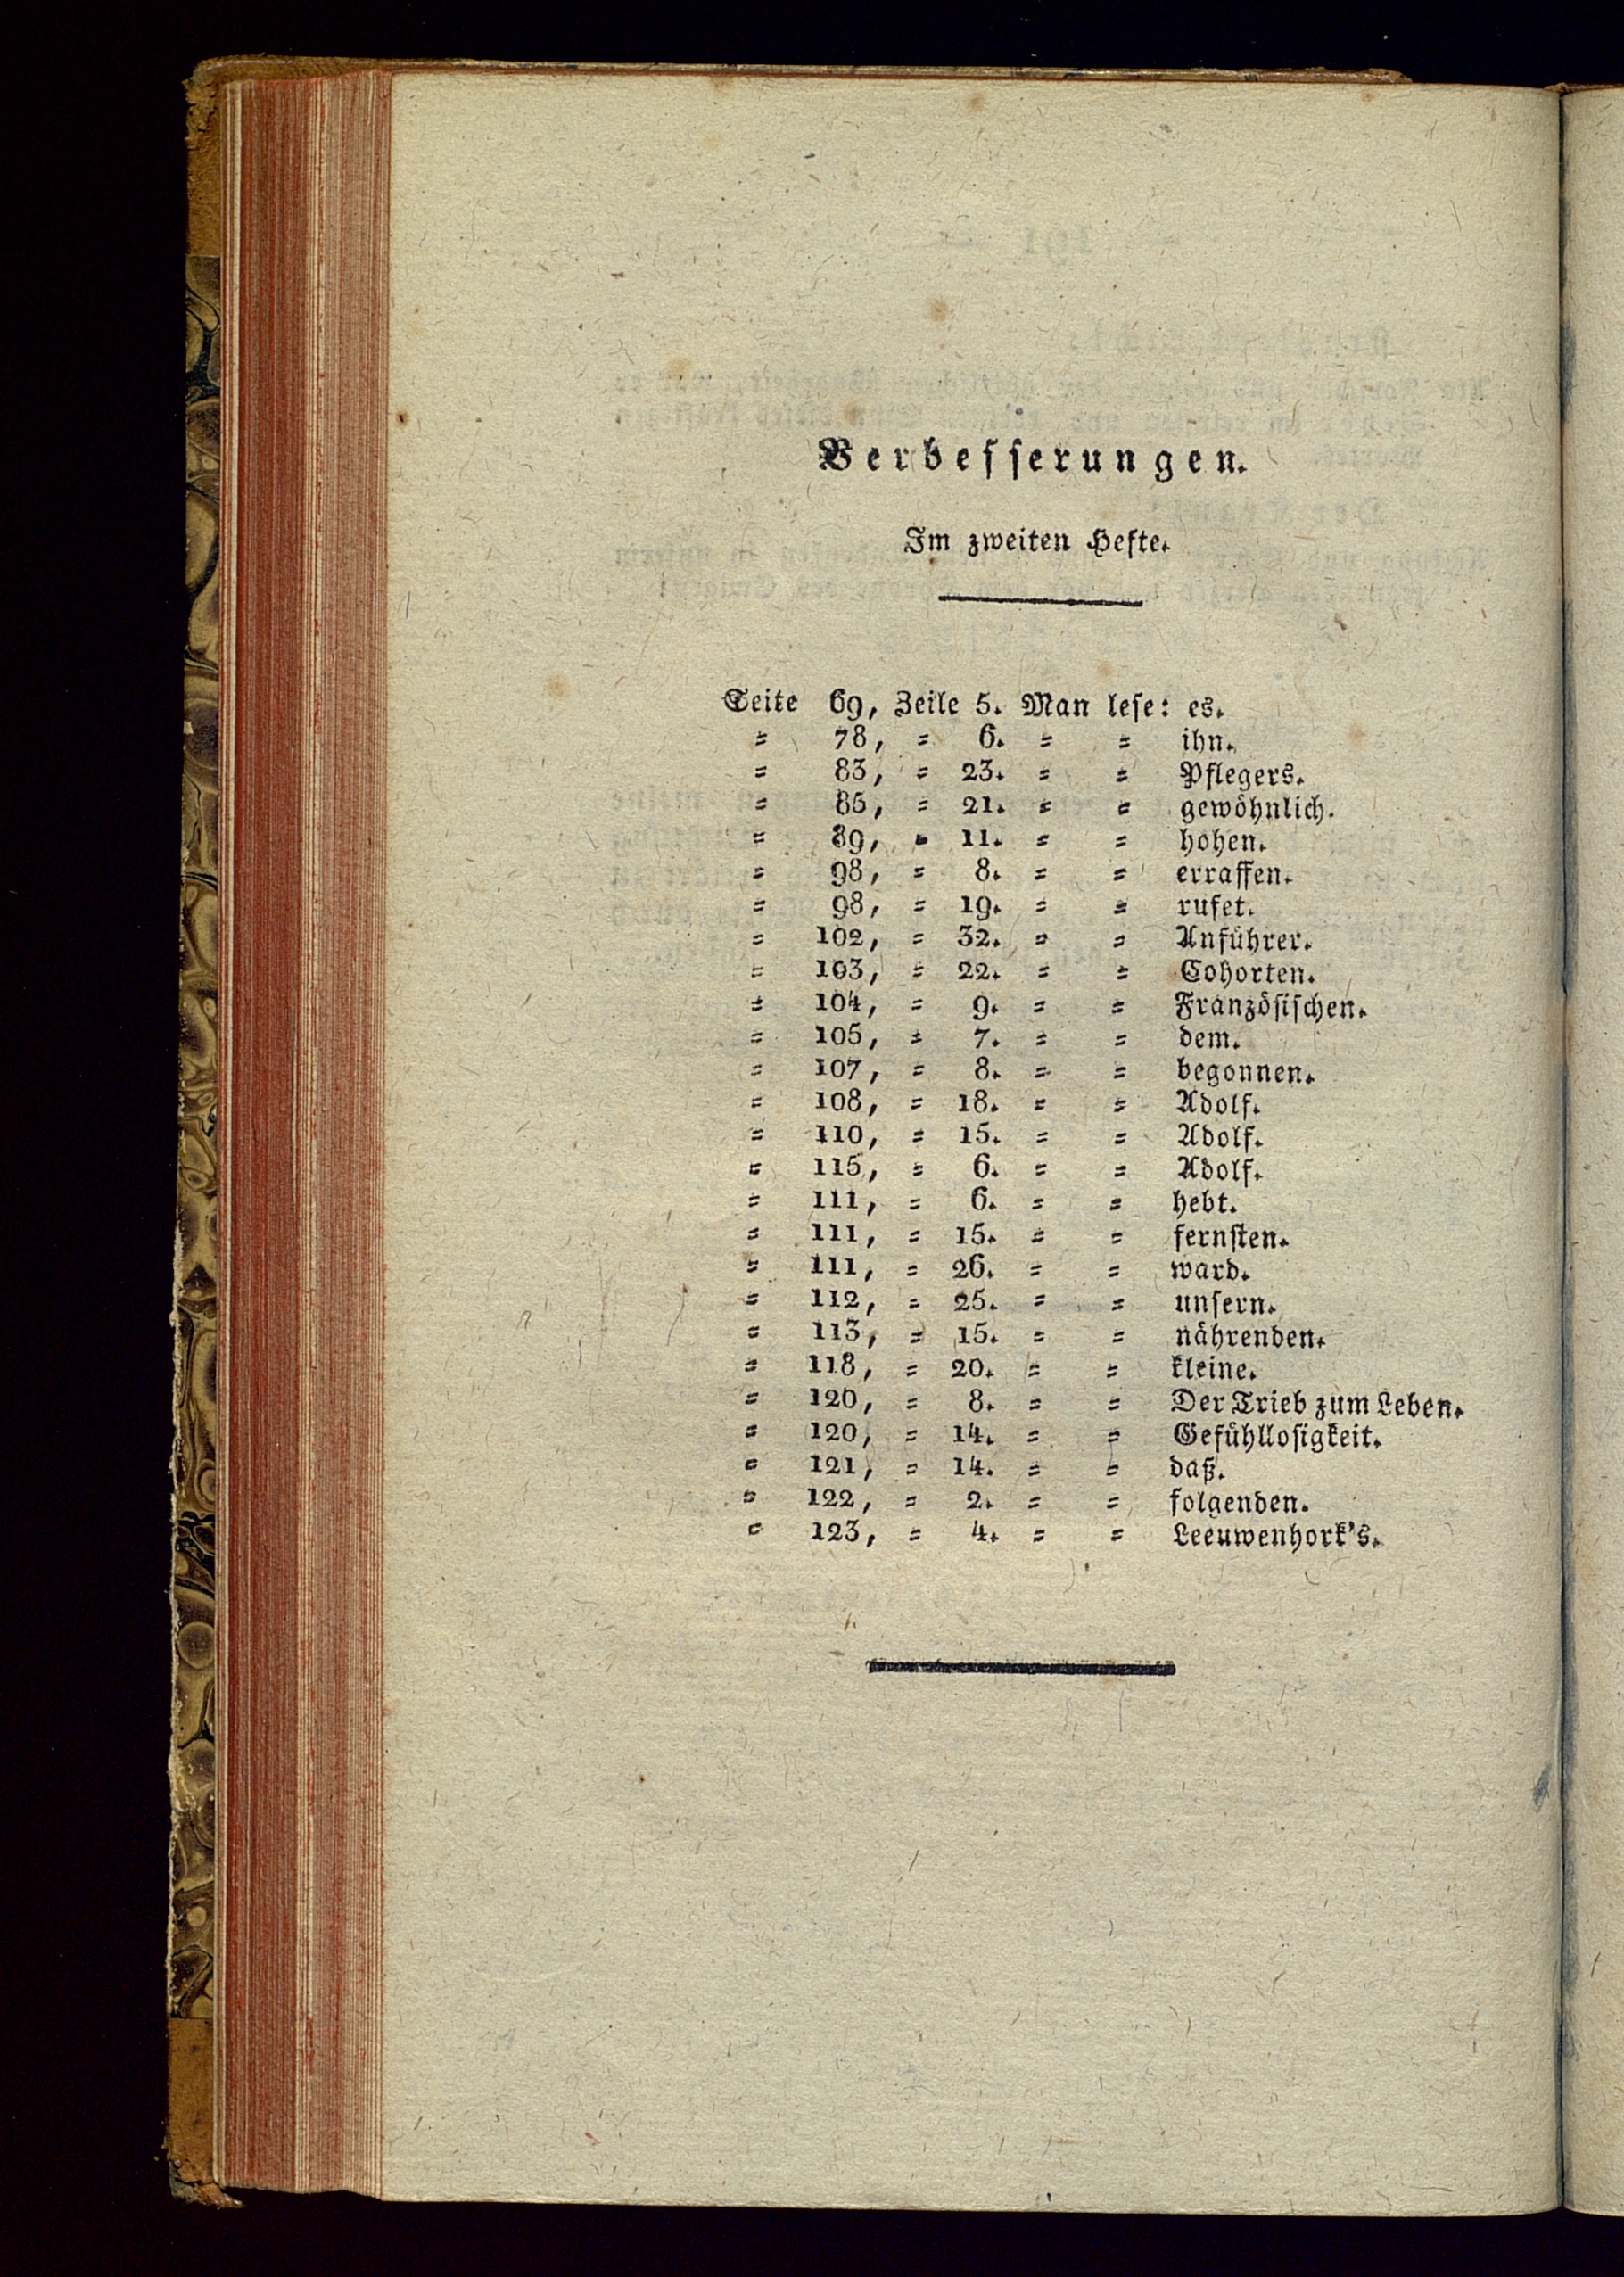 Verbesserungen.
Im zweiten Hefte.
Seite 69, Zeile 5. Man lese: es.
= 78, = 6. = = ihn.
= 83, = 23. = = Pflegers.
= 85, = 21. = = gewöhnlich.
= 89, = 11. = = hohen.
= 98, = 8. = = erraffen.
= 98, = 19. = = rufet.
= 102, = 32. = = Anführer.
= 103, = 22. = = Cohorten.
= 104, = 9. = = Französischen.
= 105, = 7. = = dem.
= 107, = 8. = = begonnen.
= 108, = 18. = = Adolf.
= 110, = 15. = = Adolf.
= 115, = 6. = = Adolf.
= 111, = 6. = = hebt.
= 111, = 15. = = fernsten.
= 111, = 26. = = ward.
= 112, = 25. = = unsern.
= 113, = 15. = = nährenden.
= 118, = 20. = = kleine.
= 120, = 8. = = Der Trieb zum Leben.
= 120, = 14. = = Gefühllosigkeit.
= 121, = 14. = = daß.
= 122, = 2. = = folgenden.
= 123, = 4. = = Leeuwenhork's.